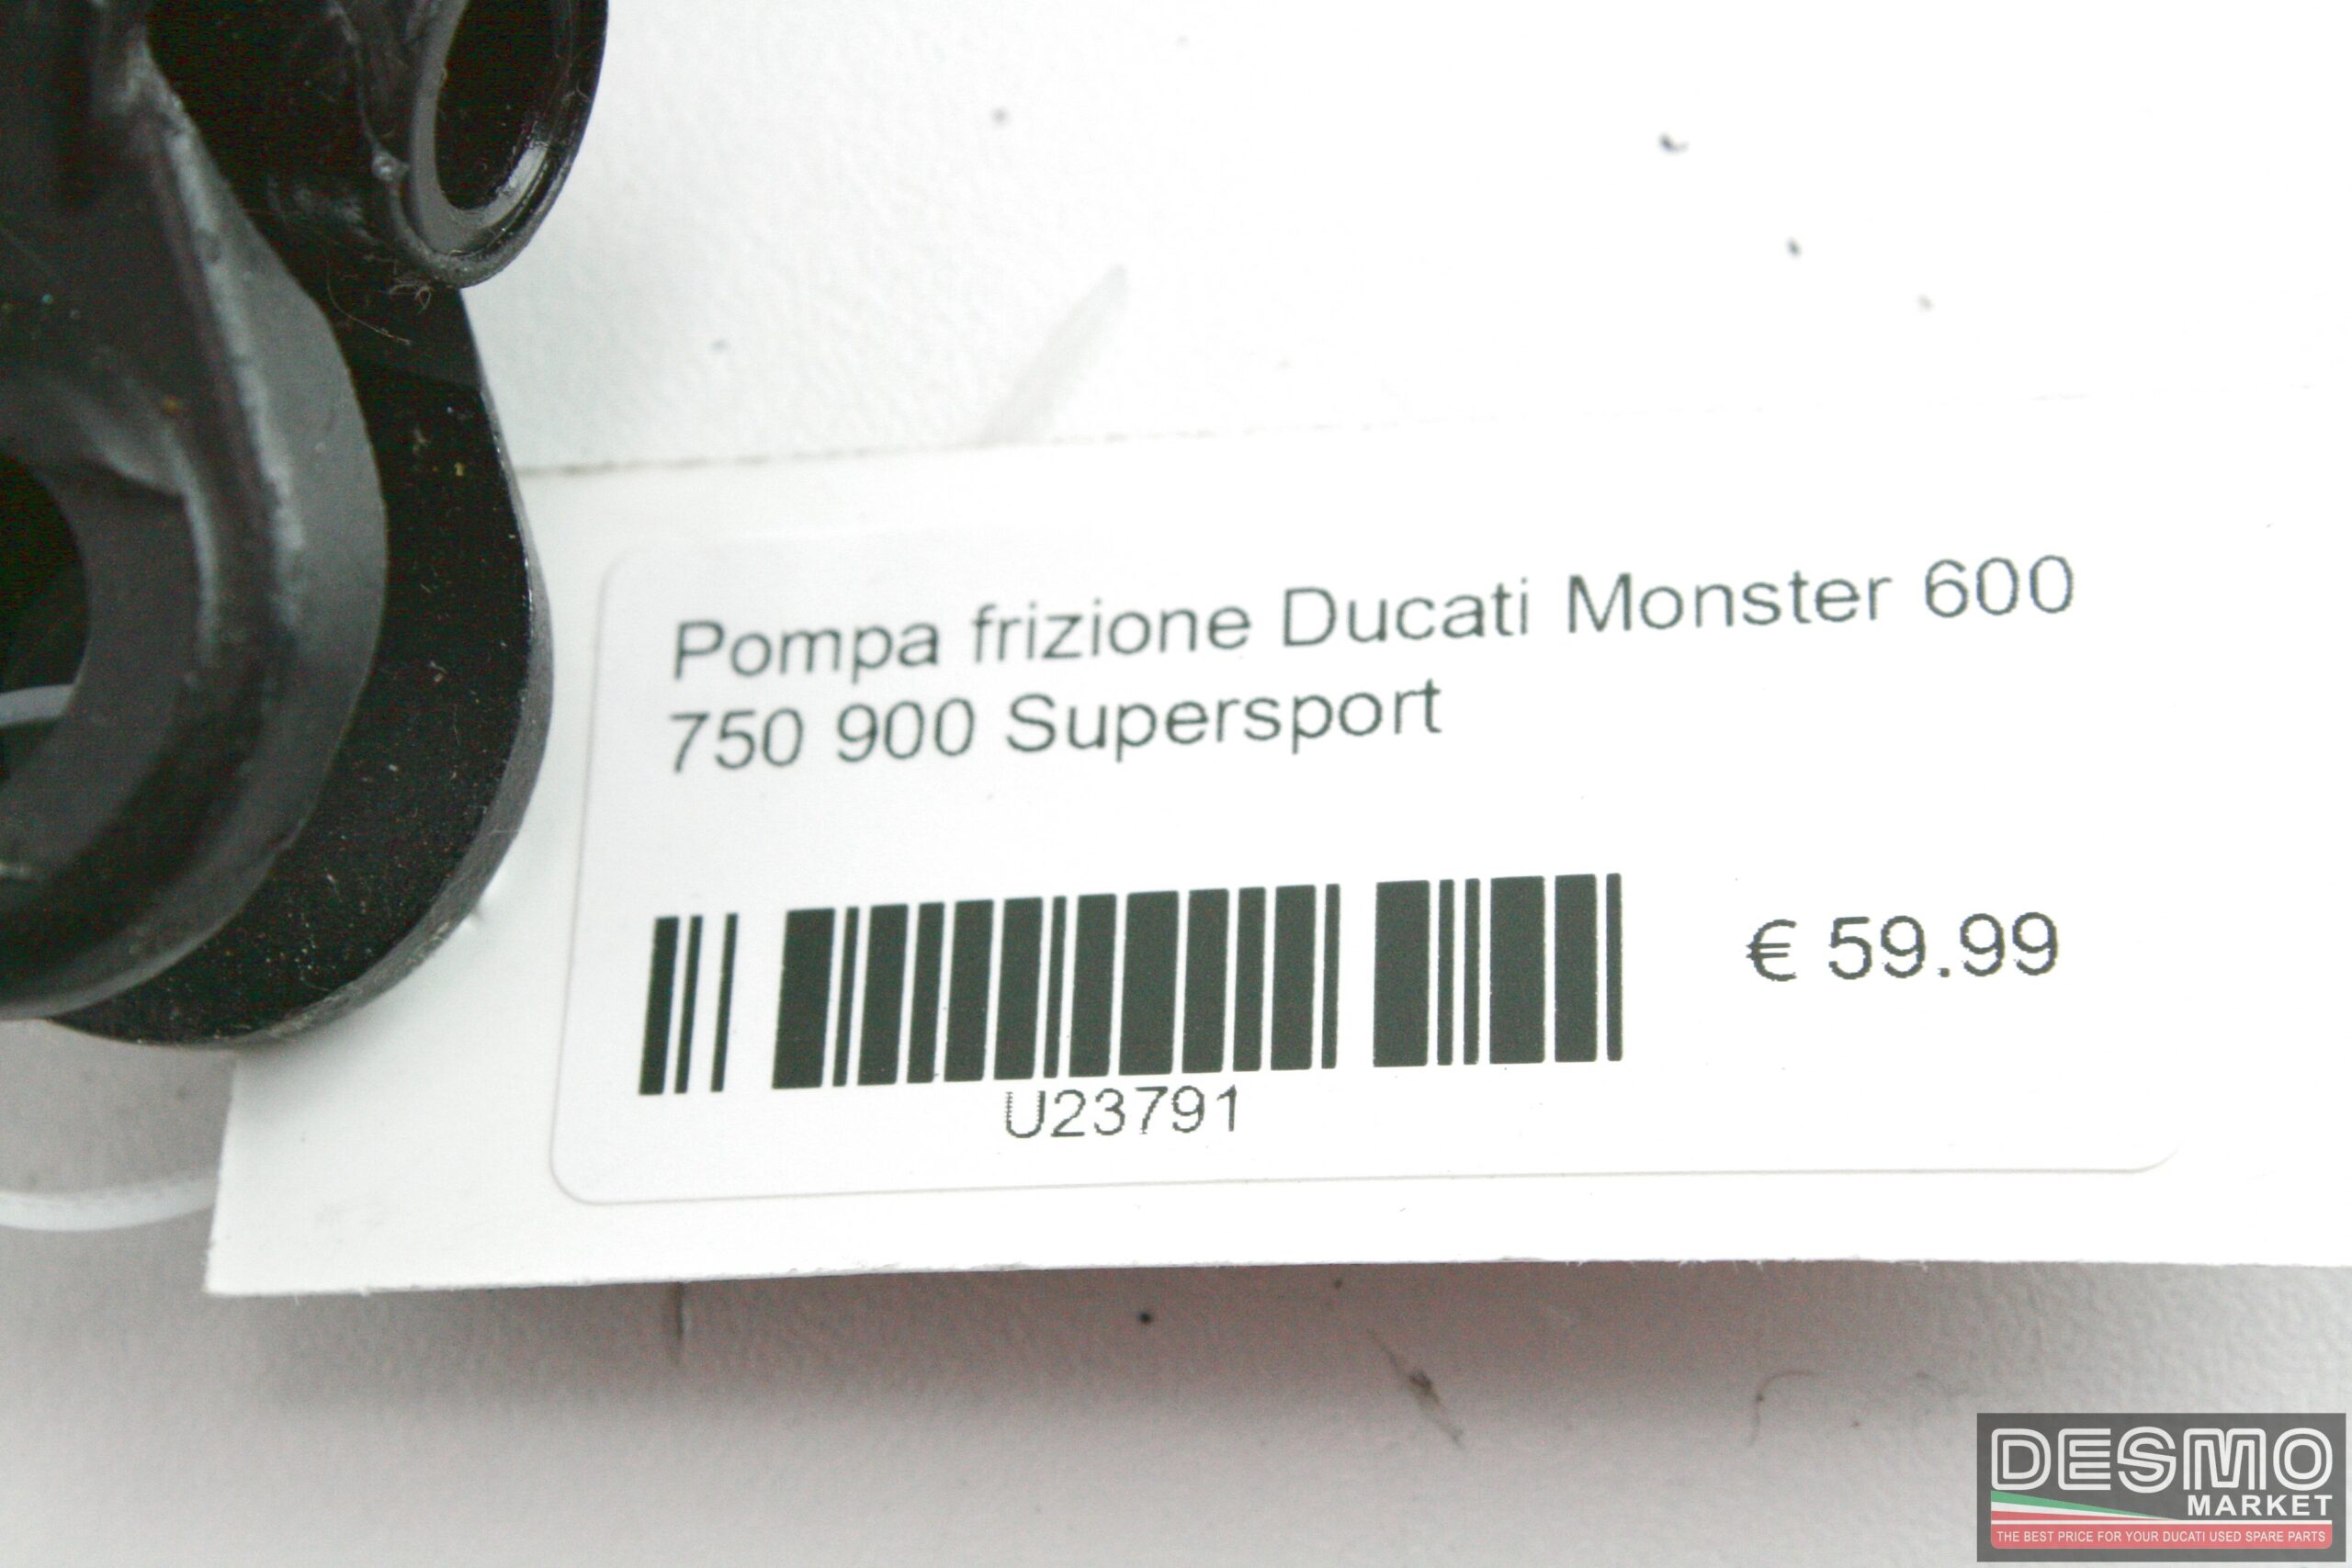 Pompa frizione Ducati Monster 600
750 900 Supersport
€ 59.99
U23791
DESMO
MARKET
THE BEST PRICE FOR YOUR DUCATI USED SPARE PARTS